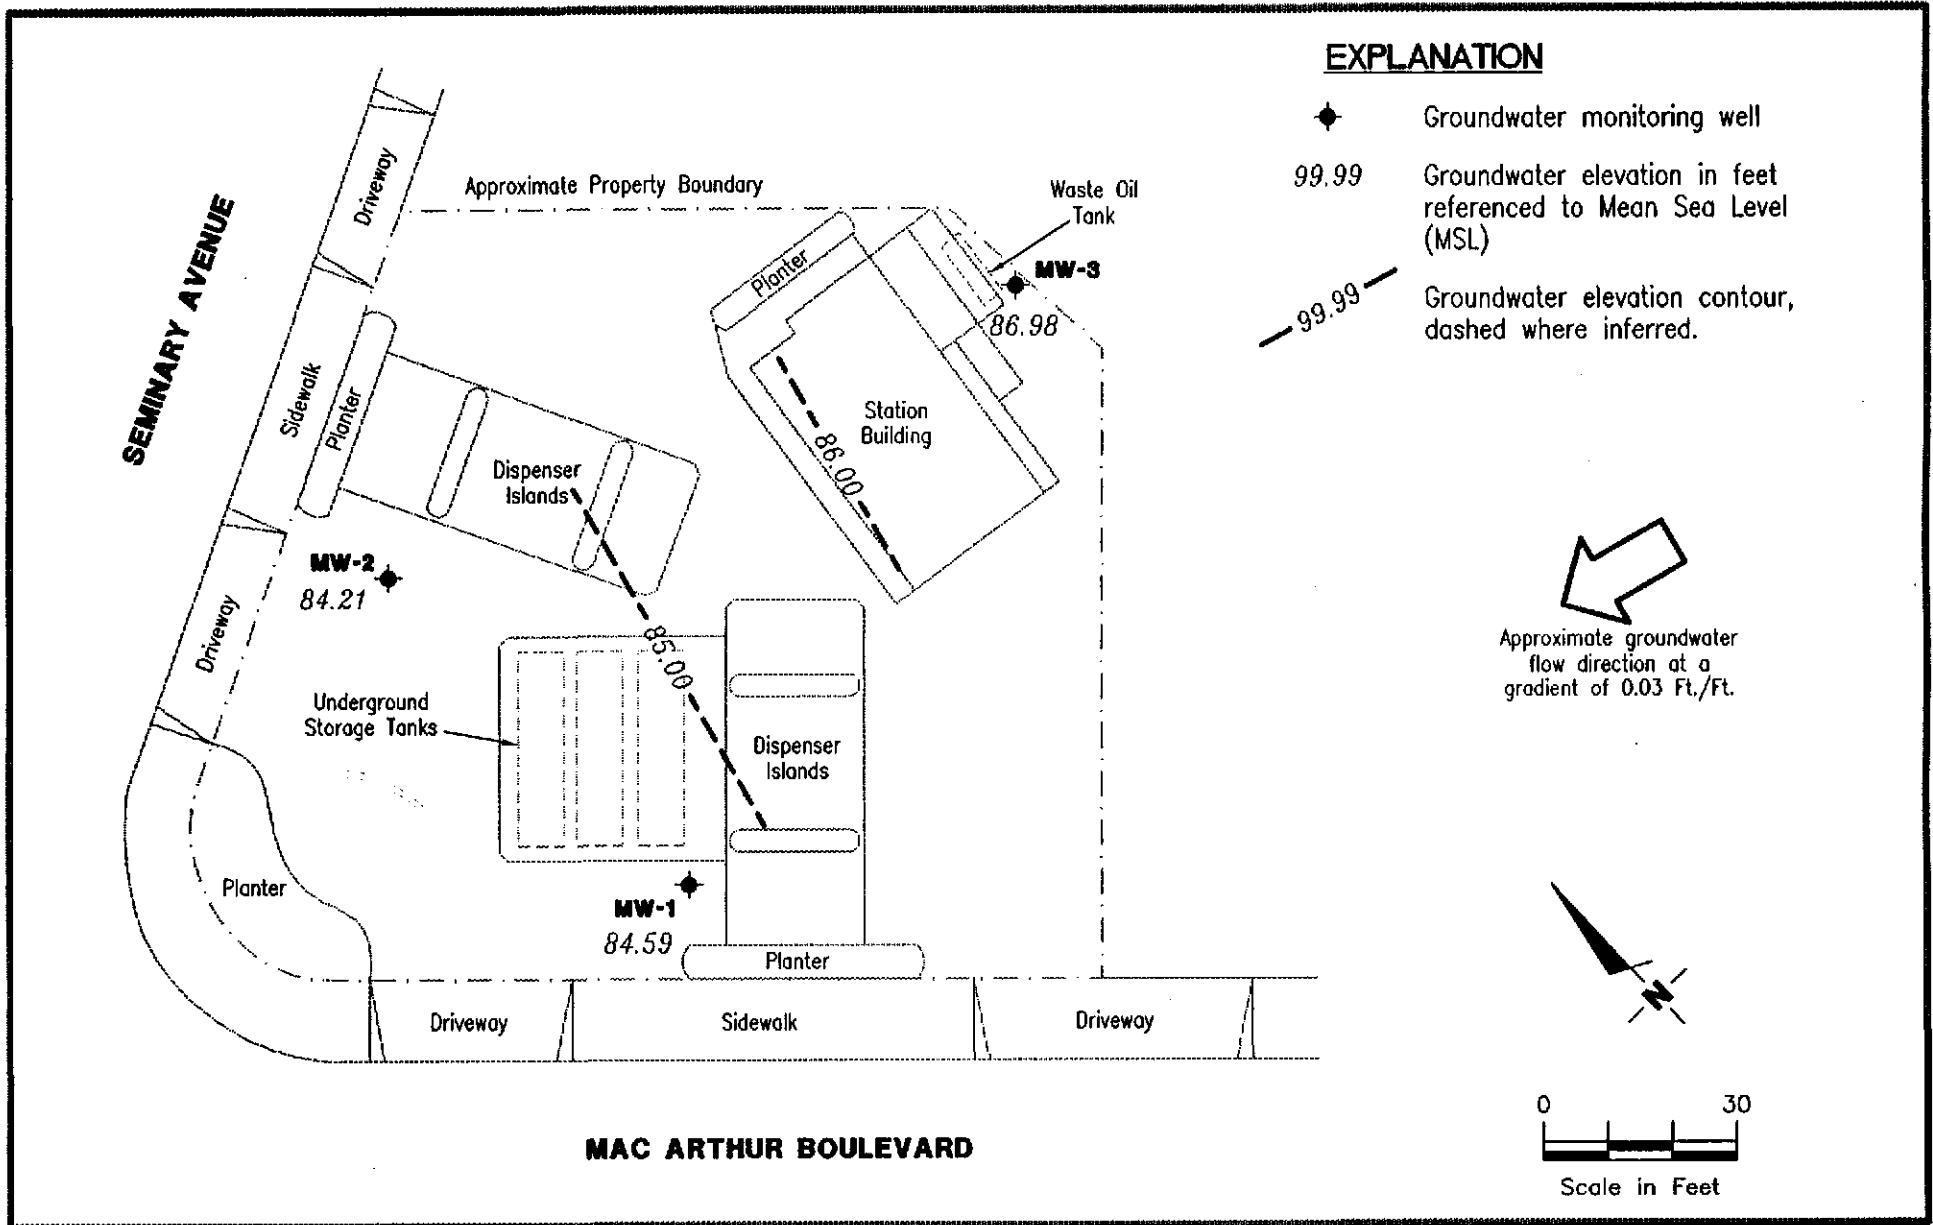 EXPLANATION
Groundwater monitoring well
99.99
Groundwater elevation in feet
referenced to Mean Sea Level
(MSL)
99.99
Groundwater elevation contour,
dashed where inferred.
SEMINARY AVENUE
Driveway
Approximate Property Boundary
Waste Oil
Tank
MW-3
86.98
Planter
Sidewalk
Planter
Station
Building
86.00
Dispenser
Islands
MW-2
84.21
Driveway
85.00
Underground
Storage Tanks
Dispenser
Islands
Approximate groundwater
flow direction at a
gradient of 0.03 Ft./Ft.
Planter
MW-1
84.59
Planter
N
Driveway
Sidewalk
Driveway
0 30
Scale in Feet
MAC ARTHUR BOULEVARD